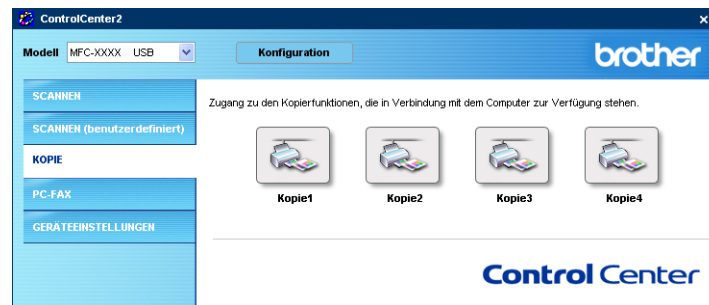 ControlCenter2
Modell MFC-XXXX USB Konfiguration brother
SCANNEN
SCANNEN (benutzerdefiniert)
KOPIE
PC-FAX
GERÄTEEINSTELLUNGEN
Zugang zu den Kopierfunktionen, die in Verbindung mit dem Computer zur Verfügung stehen.
Kopie1 Kopie2 Kopie3 Kopie4
Control Center